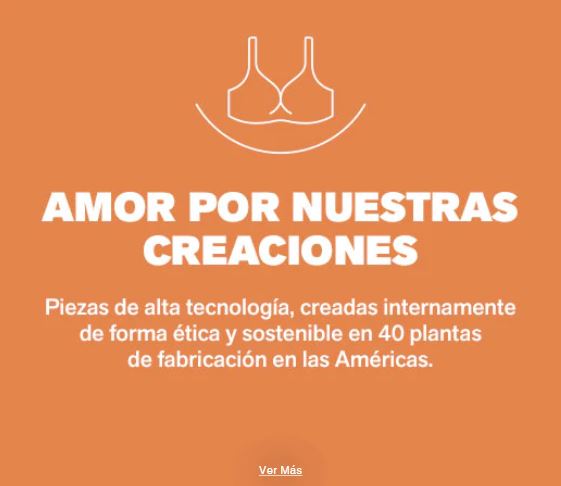 AMOR POR NUESTRAS
CREACIONES
Piezas de alta tecnología, creadas internamente
de forma ética y sostenible en 40 plantas
de fabricación en las Américas.
Ver Más